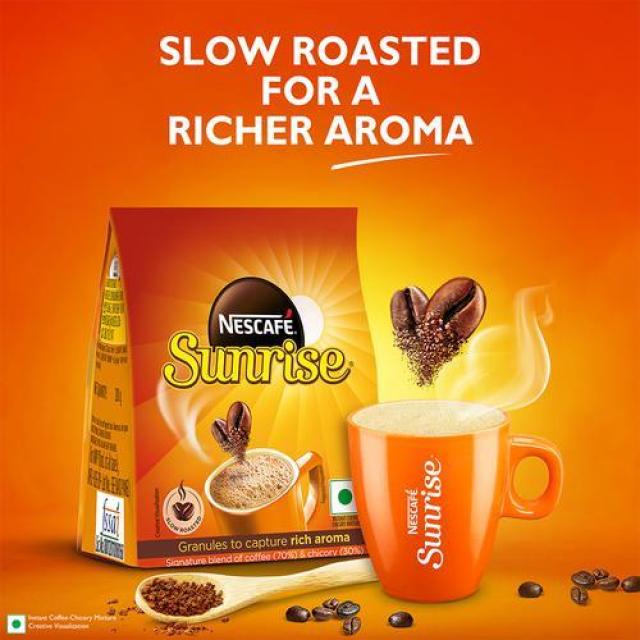 SLOW ROASTED
FOR A
RICHER AROMA
NESCAFÉ
Sunrise
SLOW ROASTED
Granules to capture rich aroma
Signature blend of coffee (70%) & chicory (30%)
fssai
NESCAFÉ
Sunrise
Instant Coffee-Chicory Mixture
Creative Visualization